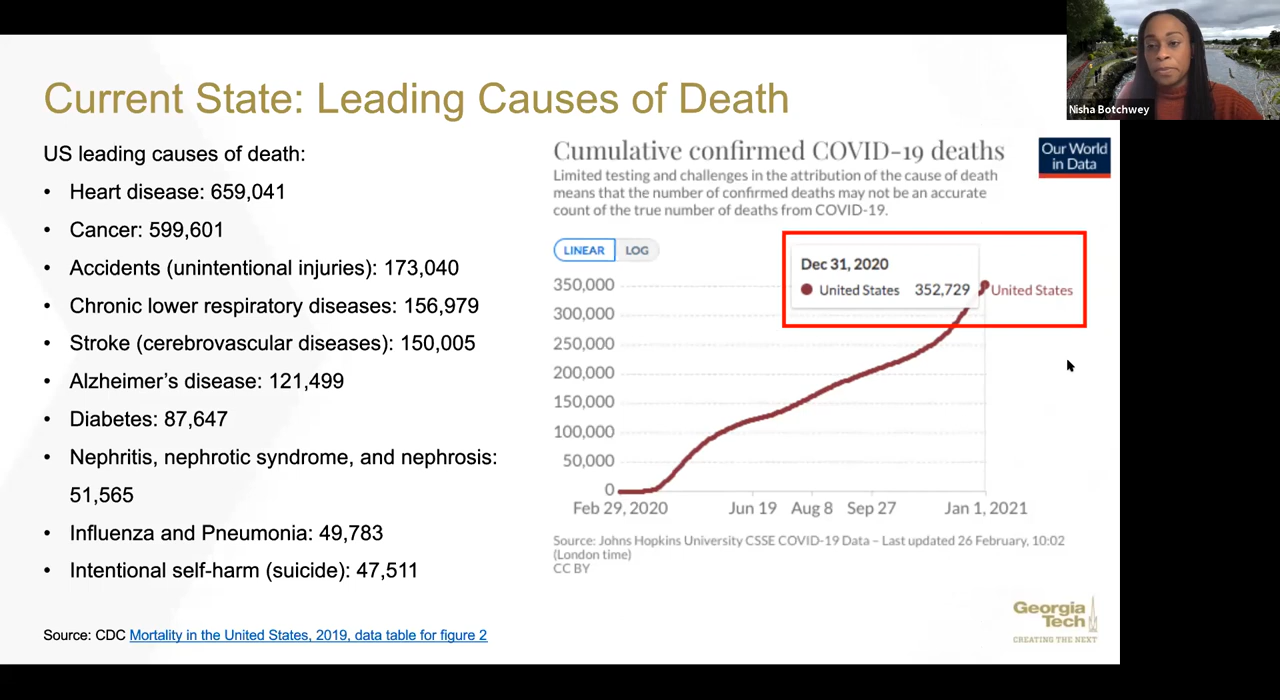 Current State: Leading Causes of Death
Nisha Botchwey
US leading causes of death:
• Heart disease: 659,041
• Cancer: 599,601
• Accidents (unintentional injuries): 173,040
• Chronic lower respiratory diseases: 156,979
• Stroke (cerebrovascular diseases): 150,005
• Alzheimer’s disease: 121,499
• Diabetes: 87,647
• Nephritis, nephrotic syndrome, and nephrosis:
51,565
• Influenza and Pneumonia: 49,783
• Intentional self-harm (suicide): 47,511
Source: CDC Mortality in the United States, 2019, data table for figure 2
Cumulative confirmed COVID-19 deaths
Limited testing and challenges in the attribution of the cause of death
means that the number of confirmed deaths may not be an accurate
count of the true number of deaths from COVID-19.
Our World
in Data
LINEAR LOG
Dec 31, 2020
United States 352,729
United States
350,000
300,000
250,000
200,000
150,000
100,000
50,000
0
Feb 29, 2020 Jun 19 Aug 8 Sep 27 Jan 1, 2021
Source: Johns Hopkins University CSSE COVID-19 Data – Last updated 26 February, 10:02
(London time)
CC BY
Georgia
Tech
CREATING THE NEXT